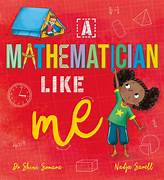 A
MATHEMATICIAN
LIKE
me
Dr Shini Somara
Nadja Sarell